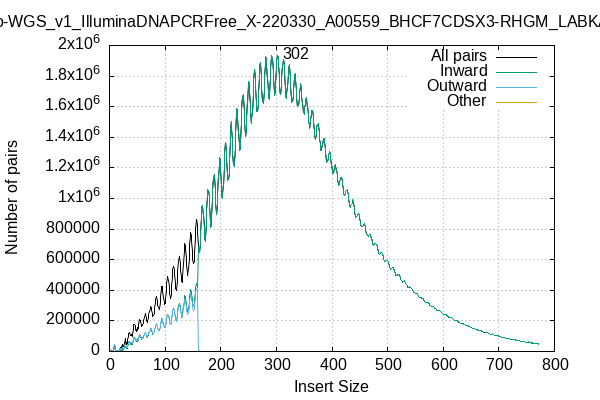 -WGS_v1_IlluminaDNAPCRFree_X-220330_A00559_BHCF7CDSX3-RHGM_LABK
302
All pairs
Inward
Outward
Other
Number of pairs
2x10^6
1.8x10^6
1.6x10^6
1.4x10^6
1.2x10^6
1x10^6
800000
600000
400000
200000
0
0 100 200 300 400 500 600 700 800
Insert Size